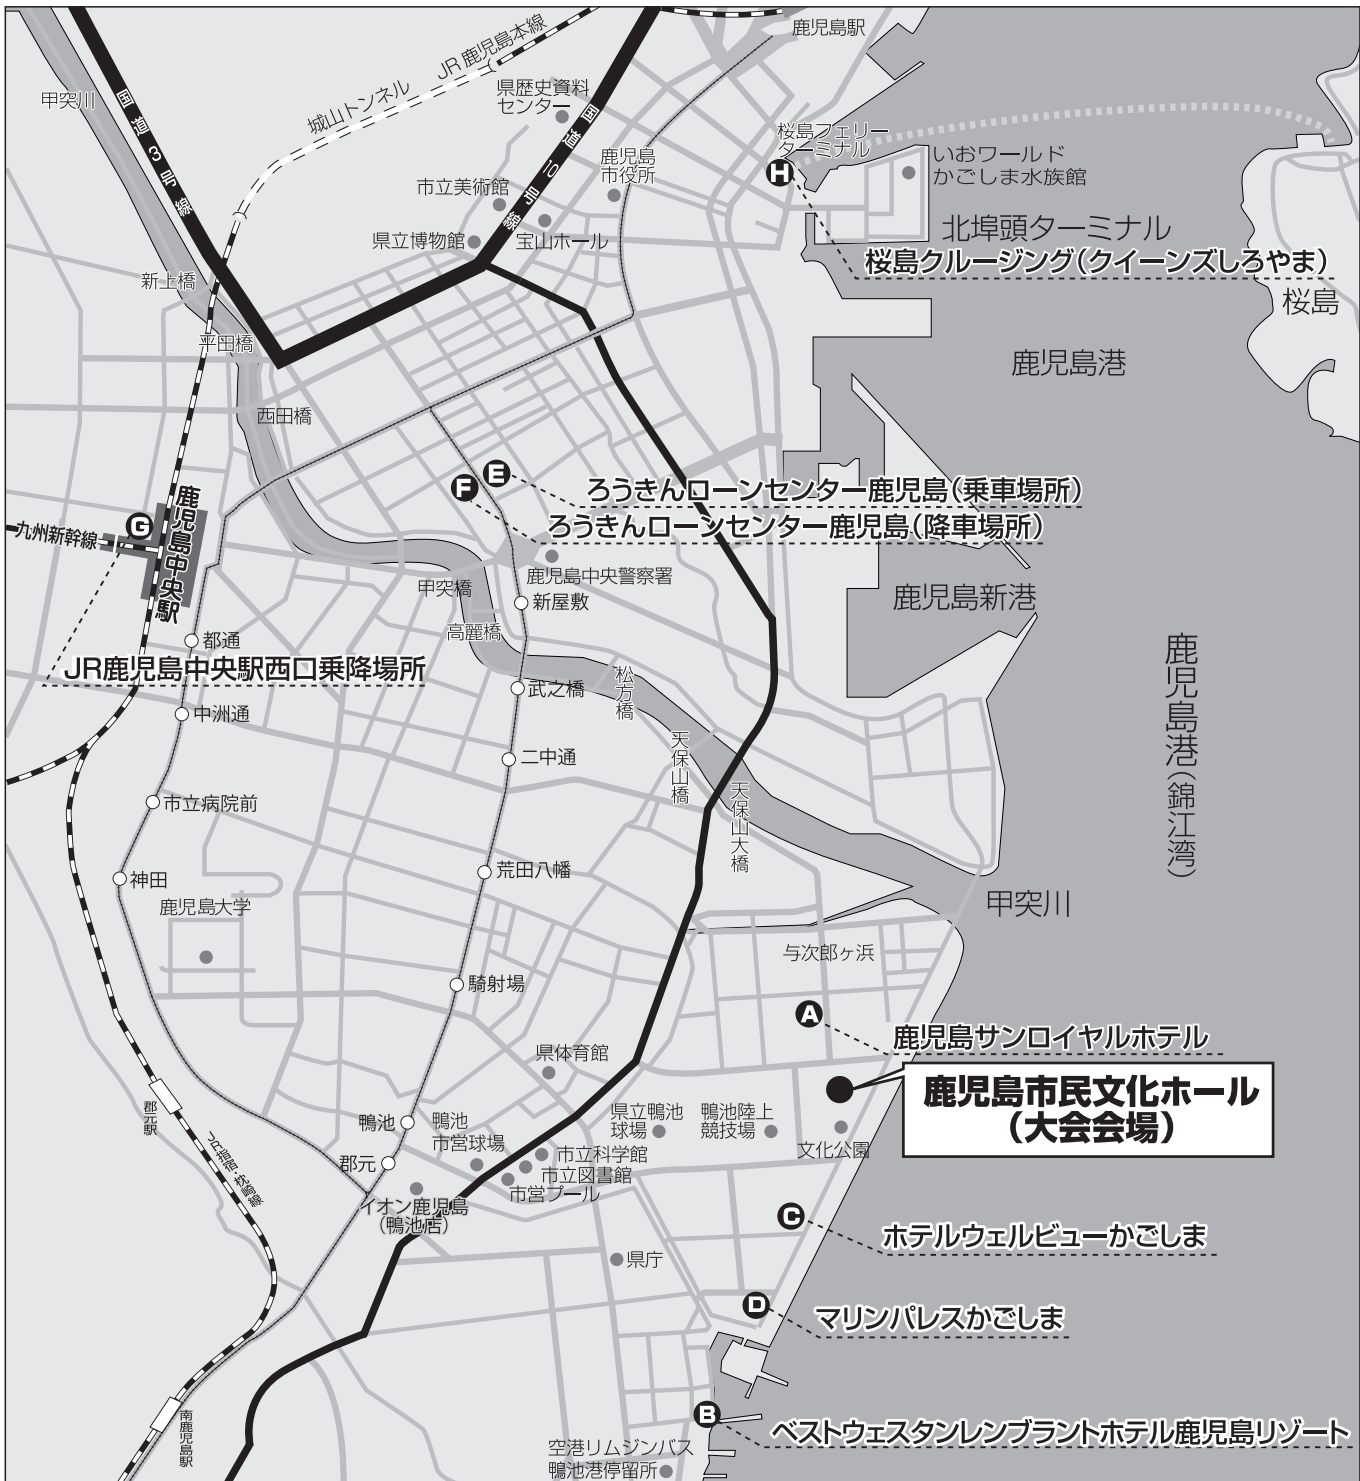 鹿児島駅
JR鹿児島本線
城山トンネル
甲突川
国道3号線
県歴史資料
センター
国道10号線
鹿児島
市役所
桜島フェリー
ターミナル
H
いおワールド
かごしま水族館
市立美術館
県立博物館
宝山ホール
北埠頭ターミナル
桜島クルージング(クイーンズしろやま)
桜島
新上橋
平田橋
鹿児島港
西田橋
F
E
ろうきんローンセンター鹿児島(乗車場所)
ろうきんローンセンター鹿児島(降車場所)
九州新幹線
G
鹿児島中央駅
鹿児島中央警察署
甲突橋
新屋敷
鹿児島新港
高麗橋
都通
JR鹿児島中央駅西口乗降場所
武之橋
松方橋
中洲通
二中通
天保山橋
天保山大橋
鹿児島港(錦江湾)
市立病院前
荒田八幡
神田
鹿児島大学
甲突川
与次郎ヶ浜
騎射場
A
鹿児島サンロイヤルホテル
県体育館
鹿児島市民文化ホール
(大会会場)
郡元駅
JR指宿・枕崎線
鴨池
鴨池
市営球場
県立鴨池
球場
鴨池陸上
競技場
文化公園
郡元
市立科学館
市立図書館
市営プール
イオン鹿児島
(鴨池店)
C
ホテルウェルビューかごしま
県庁
D
マリンパレスかごしま
B
ベストウェスタンレンブラントホテル鹿児島リゾート
南鹿児島駅
空港リムジンバス
鴨池港停留所